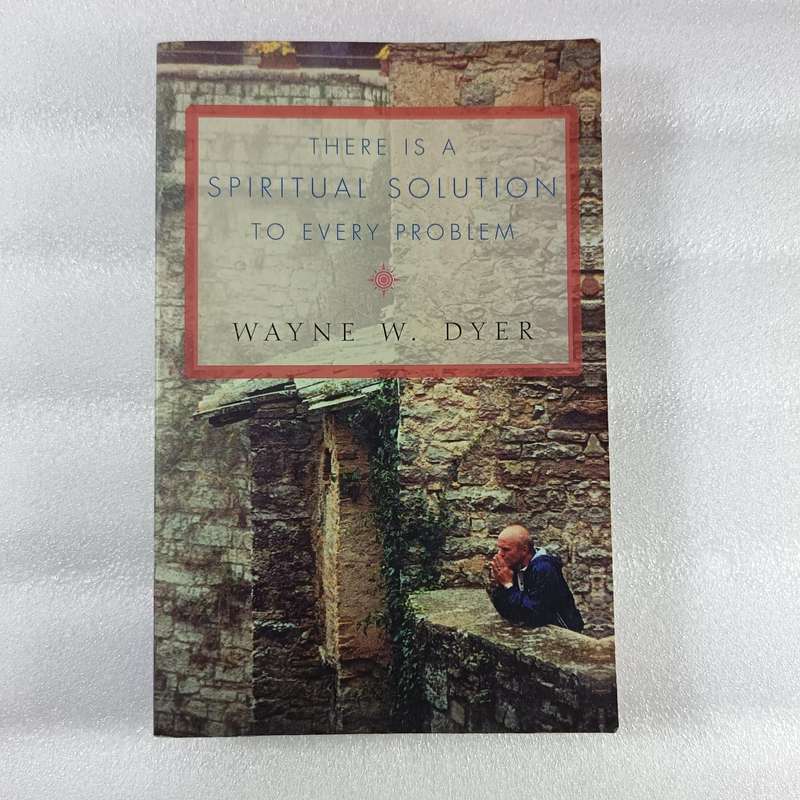 THERE IS A
SPIRITUAL SOLUTION
TO EVERY PROBLEM
WAYNE W. DYER